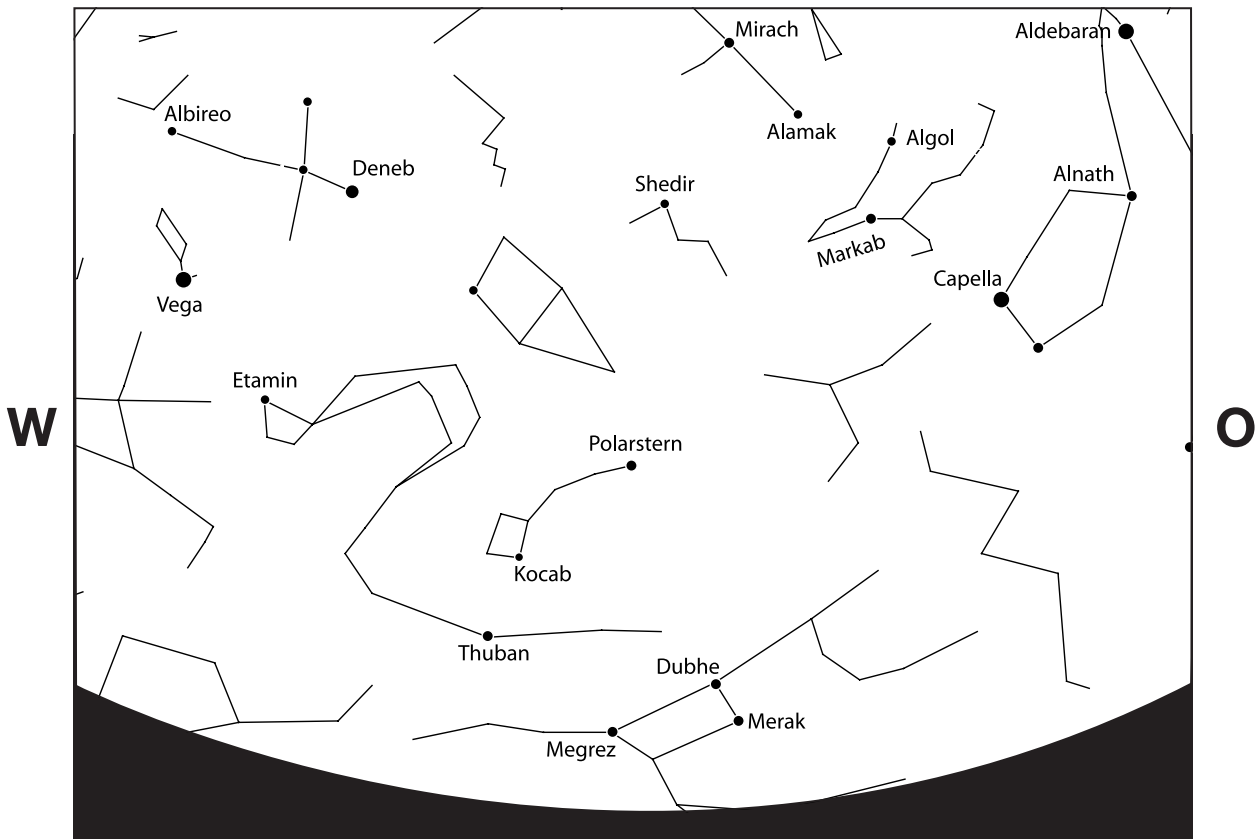 Mirach
Aldebaran
Albireo
Alamak
Algol
Deneb
Alnath
Shedir
Markab
Capella
Vega
Etamin
W
O
Polarstern
Kocab
Thuban
Dubhe
Merak
Megrez